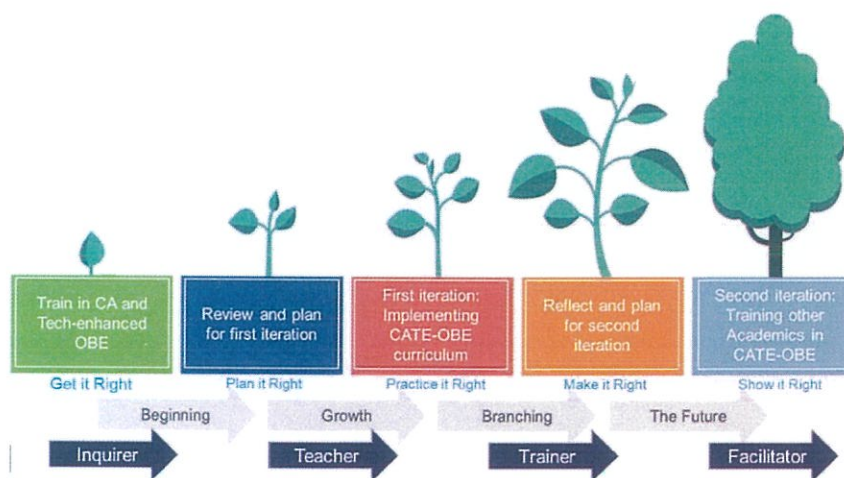 Train in CA and
Tech-enhanced
OBE
Review and plan
for first iteration
First iteration:
Implementing
CATE-OBE
curriculum
Reflect and plan
for second
iteration
Second iteration:
Training other
Academics in
CATE-OBE
Get it Right
Plan it Right
Practice it Right
Make it Right
Show it Right
Beginning
Growth
Branching
The Future
Inquirer
Teacher
Trainer
Facilitator